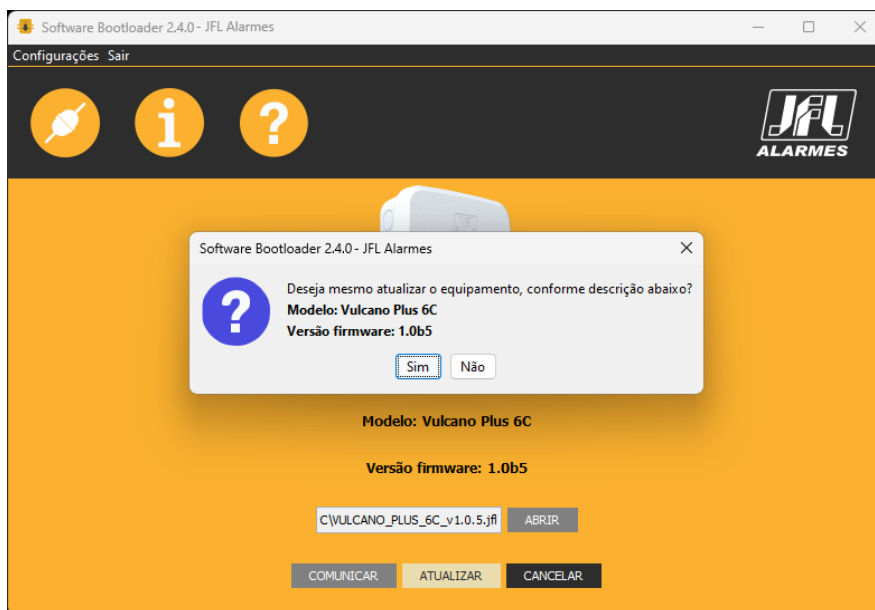 Software Bootloader 2.4.0 - JFL Alarmes
Configurações Sair
JFL
ALARMES
Software Bootloader 2.4.0 - JFL Alarmes
Deseja mesmo atualizar o equipamento, conforme descrição abaixo?
Modelo: Vulcano Plus 6C
Versão firmware: 1.0b5
Sim Não
Modelo: Vulcano Plus 6C
Versão firmware: 1.0b5
C\VULCANO_PLUS_6C_v1.0.5.jfl ABRIR
COMUNICAR ATUALIZAR CANCELAR